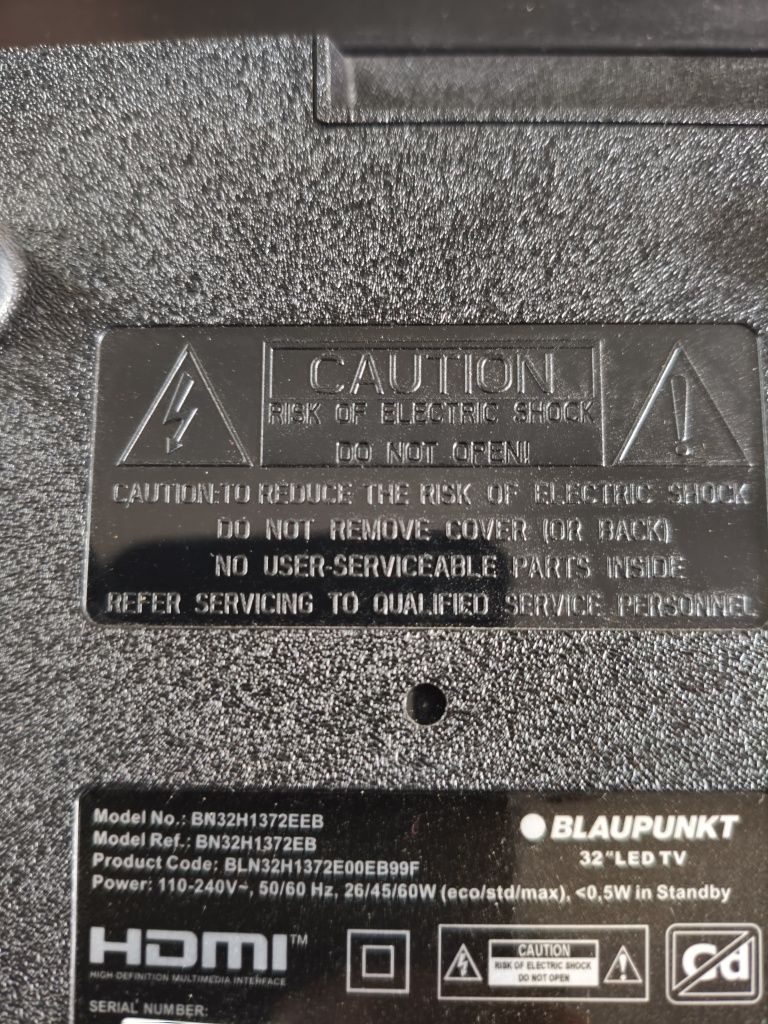 CAUTION
RISK OF ELECTRIC SHOCK
DO NOT OPEN!
CAUTION:TO REDUCE THE RISK OF ELECTRIC SHOCK
DO NOT REMOVE COVER (OR BACK)
NO USER-SERVICEABLE PARTS INSIDE
REFER SERVICING TO QUALIFIED SERVICE PERSONNEL
Model No.: BN32H1372EEB
Model Ref.: BN32H1372EB
Product Code: BLN32H1372E00EB99F
Power: 110-240V~, 50/60 Hz, 26/45/60W (eco/std/max), <0,5W in Standby
BLAUPUNKT
32"LED TV
HDMI™
HIGH-DEFINITION MULTIMEDIA INTERFACE
CAUTION
RISK OF ELECTRIC SHOCK
DO NOT OPEN
Cd
SERIAL NUMBER: